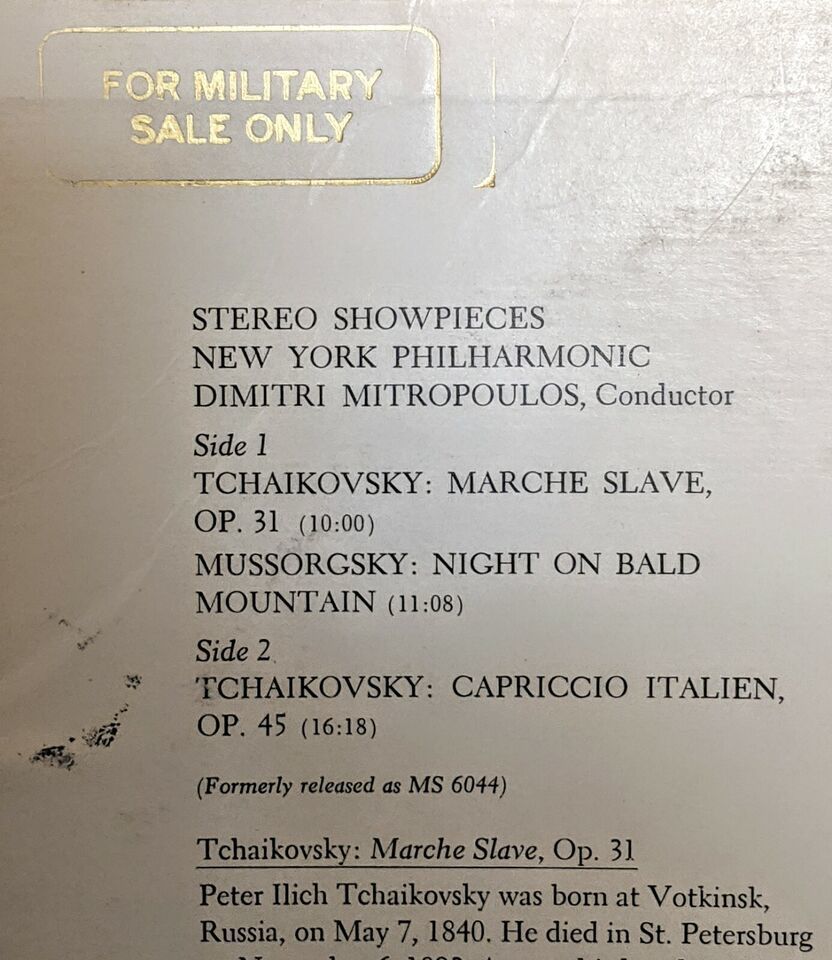 FOR MILITARY
SALE ONLY
STEREO SHOWPIECES
NEW YORK PHILHARMONIC
DIMITRI MITROPOULOS, Conductor
Side 1
TCHAIKOVSKY: MARCHE SLAVE,
OP. 31 (10:00)
MUSSORGSKY: NIGHT ON BALD
MOUNTAIN (11:08)
Side 2
TCHAIKOVSKY: CAPRICCIO ITALIEN,
OP. 45 (16:18)
(Formerly released as MS 6044)
Tchaikovsky: Marche Slave, Op. 31
Peter Ilich Tchaikovsky was born at Votkinsk,
Russia, on May 7, 1840. He died in St. Petersburg